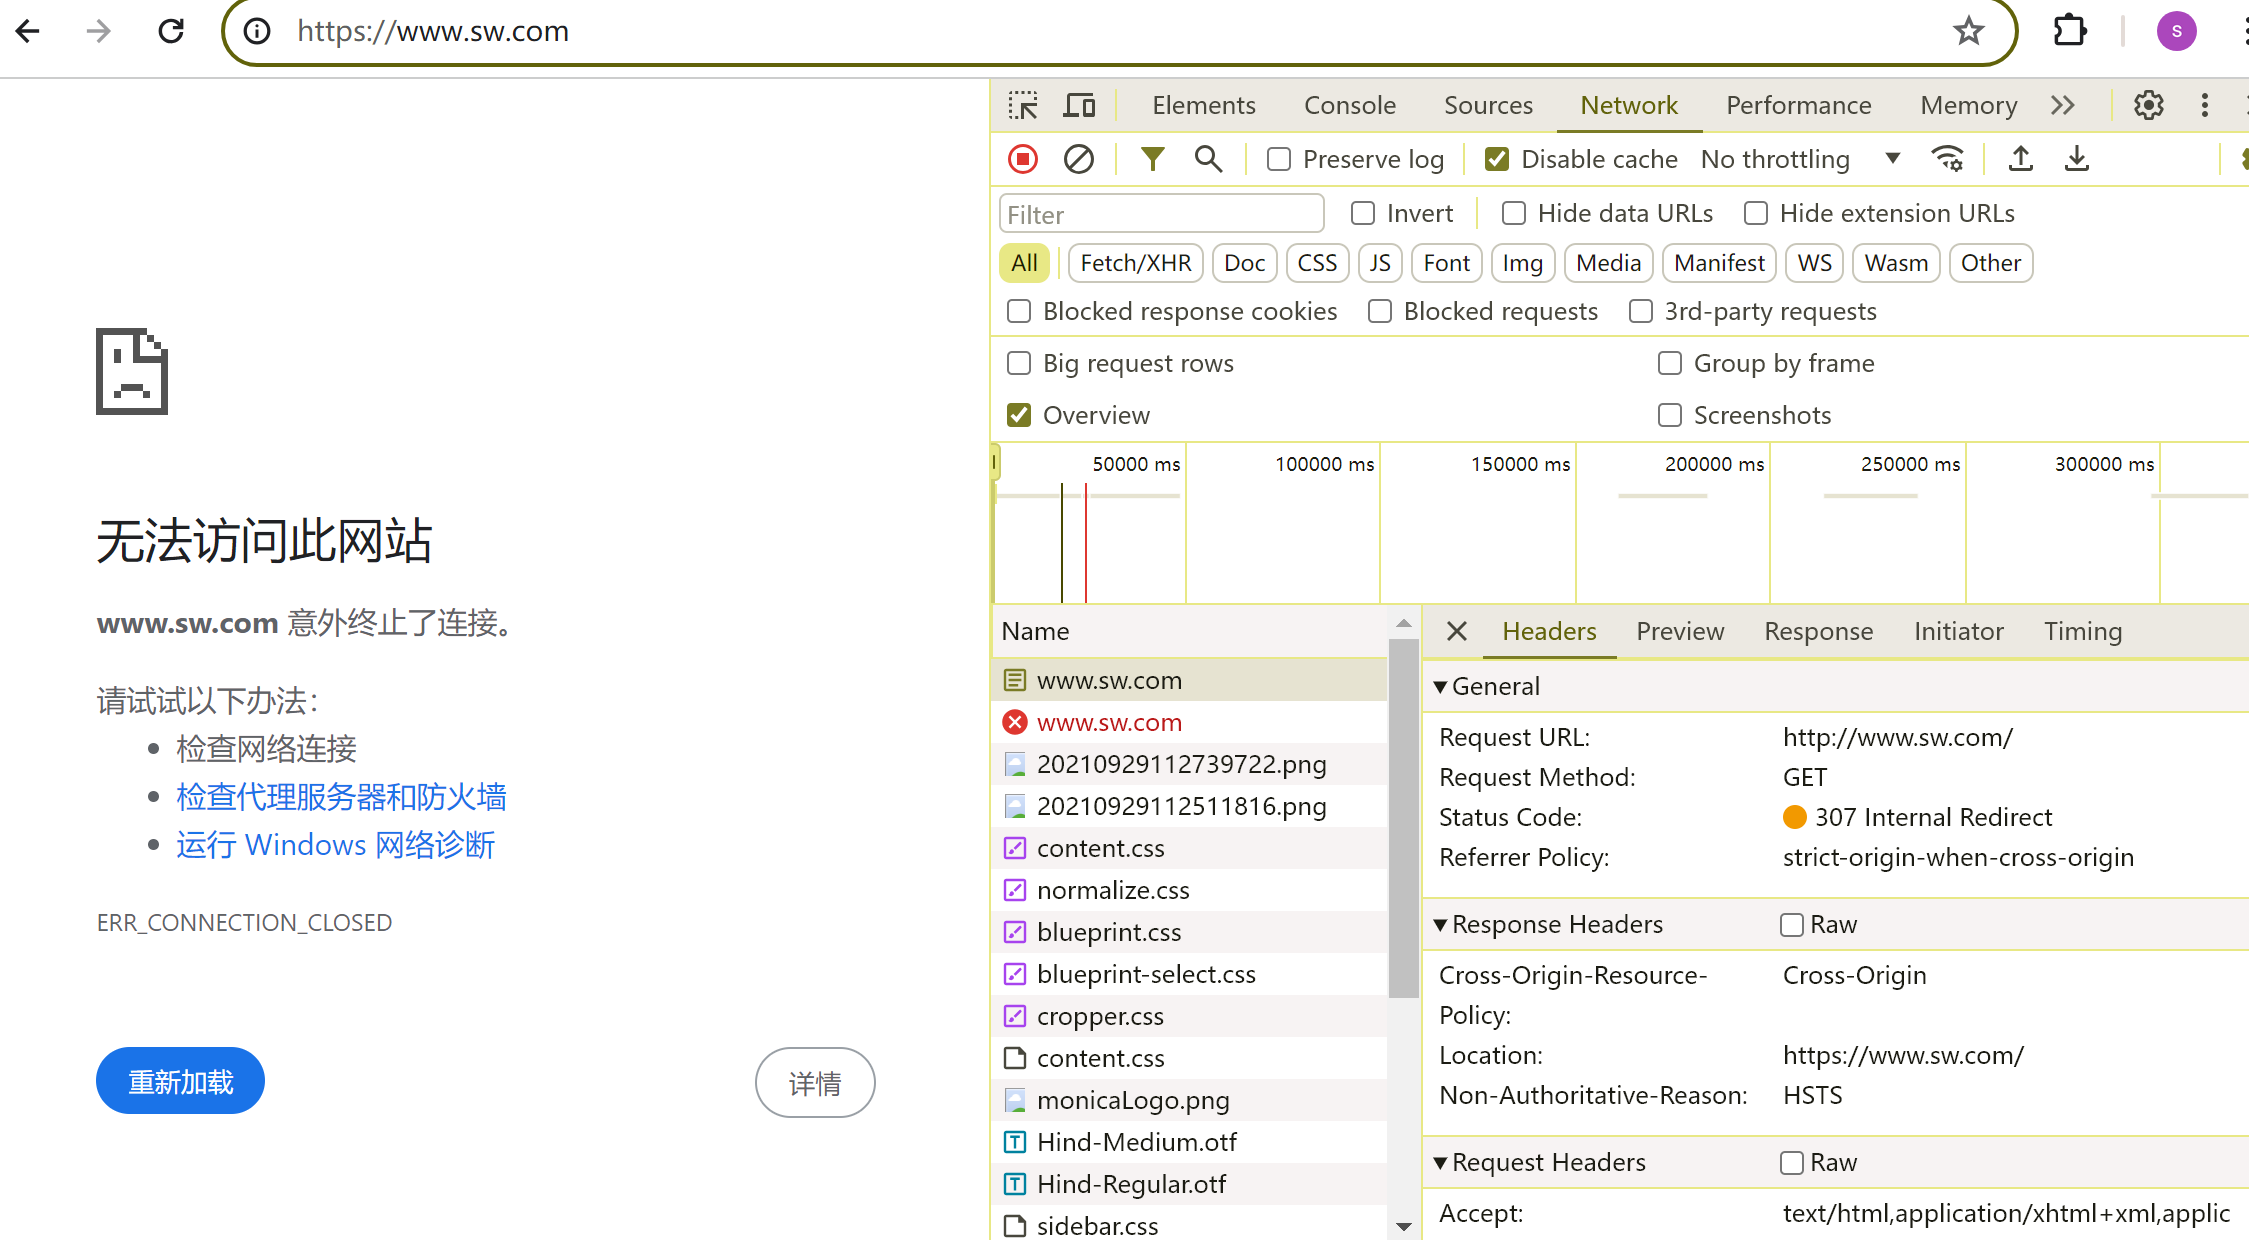 https://www.sw.com
S
Elements Console Sources Network Performance Memory
Preserve log Disable cache No throttling
Filter Invert Hide data URLs Hide extension URLs
All Fetch/XHR Doc CSS JS Font Img Media Manifest WS Wasm Other
Blocked response cookies Blocked requests 3rd-party requests
Big request rows Group by frame
Overview Screenshots
50000 ms 100000 ms 150000 ms 200000 ms 250000 ms 300000 ms
无法访问此网站
www.sw.com 意外终止了连接。
请试试以下办法：
检查网络连接
检查代理服务器和防火墙
运行 Windows 网络诊断
ERR_CONNECTION_CLOSED
重新加载 详情
Name
www.sw.com
www.sw.com
20210929112739722.png
20210929112511816.png
content.css
normalize.css
blueprint.css
blueprint-select.css
cropper.css
content.css
monicaLogo.png
Hind-Medium.otf
Hind-Regular.otf
sidebar.css
Headers Preview Response Initiator Timing
General
Request URL: http://www.sw.com/
Request Method: GET
Status Code: 307 Internal Redirect
Referrer Policy: strict-origin-when-cross-origin
Response Headers Raw
Cross-Origin-Resource- Cross-Origin
Policy:
Location: https://www.sw.com/
Non-Authoritative-Reason: HSTS
Request Headers Raw
Accept: text/html,application/xhtml+xml,applic